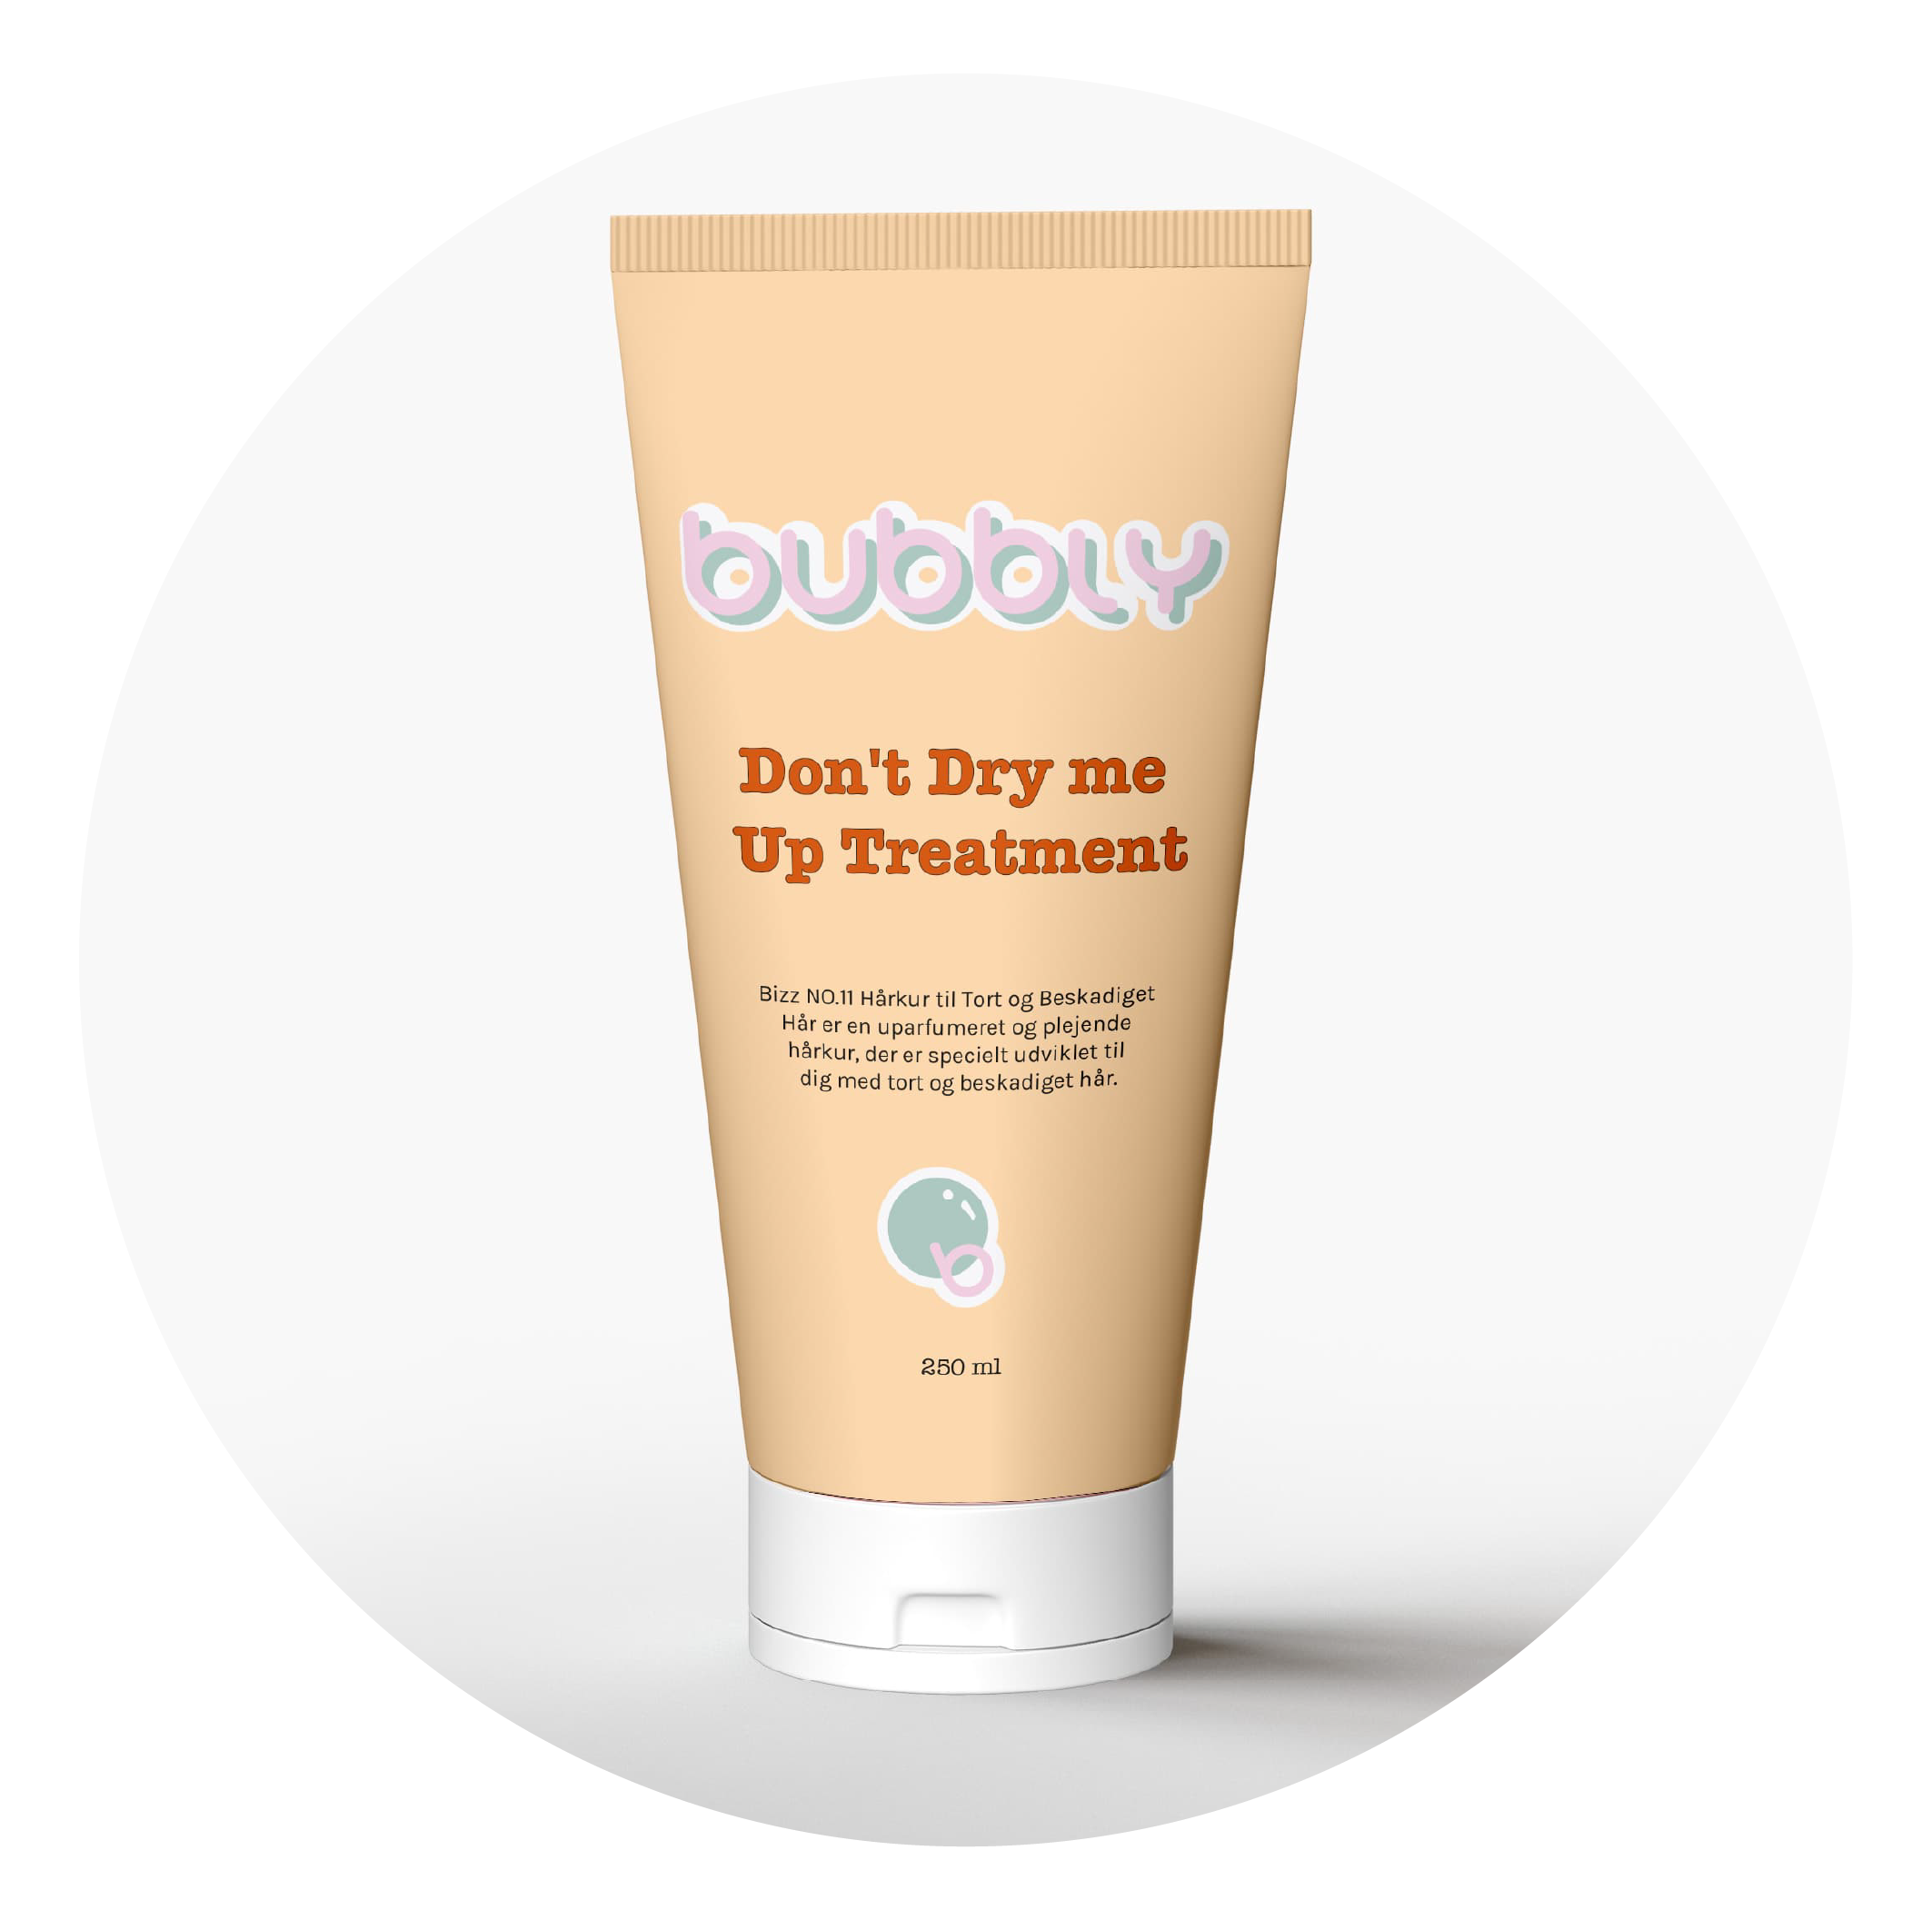 bubbly
Don't Dry me
Up Treatment
Bizz NO.11 Hårkur til Tort og Beskadiget
Hår er en uparfumeret og plejende
hårkur, der er specielt udviklet til
dig med tort og beskadiget hår.
b
250 ml